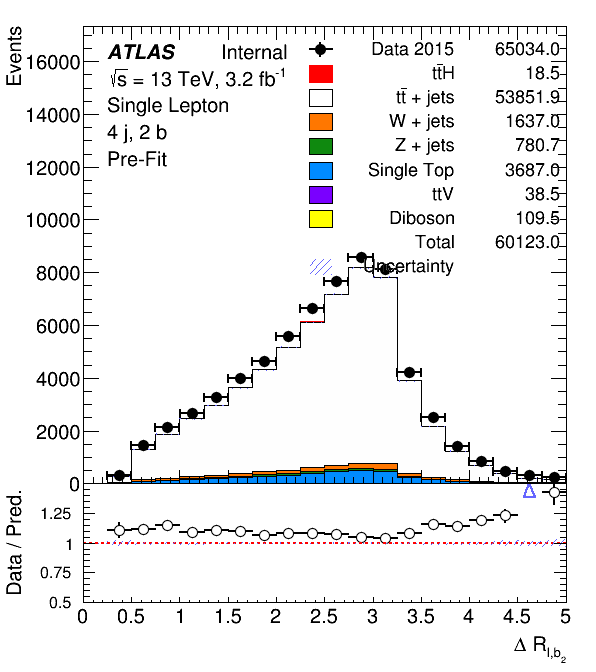 Events
16000
14000
12000
10000
8000
6000
4000
2000
0
ATLAS Internal
√s = 13 TeV, 3.2 fb-1
Single Lepton
4 j, 2 b
Pre-Fit
Data 2015 65034.0
tt̄H 18.5
tt̄ + jets 53851.9
W + jets 1637.0
Z + jets 780.7
Single Top 3687.0
ttV 38.5
Diboson 109.5
Total 60123.0
Uncertainty
Data / Pred.
1.25
1
0.75
0.5
0 0.5 1 1.5 2 2.5 3 3.5 4 4.5 5
Δ R l,b2